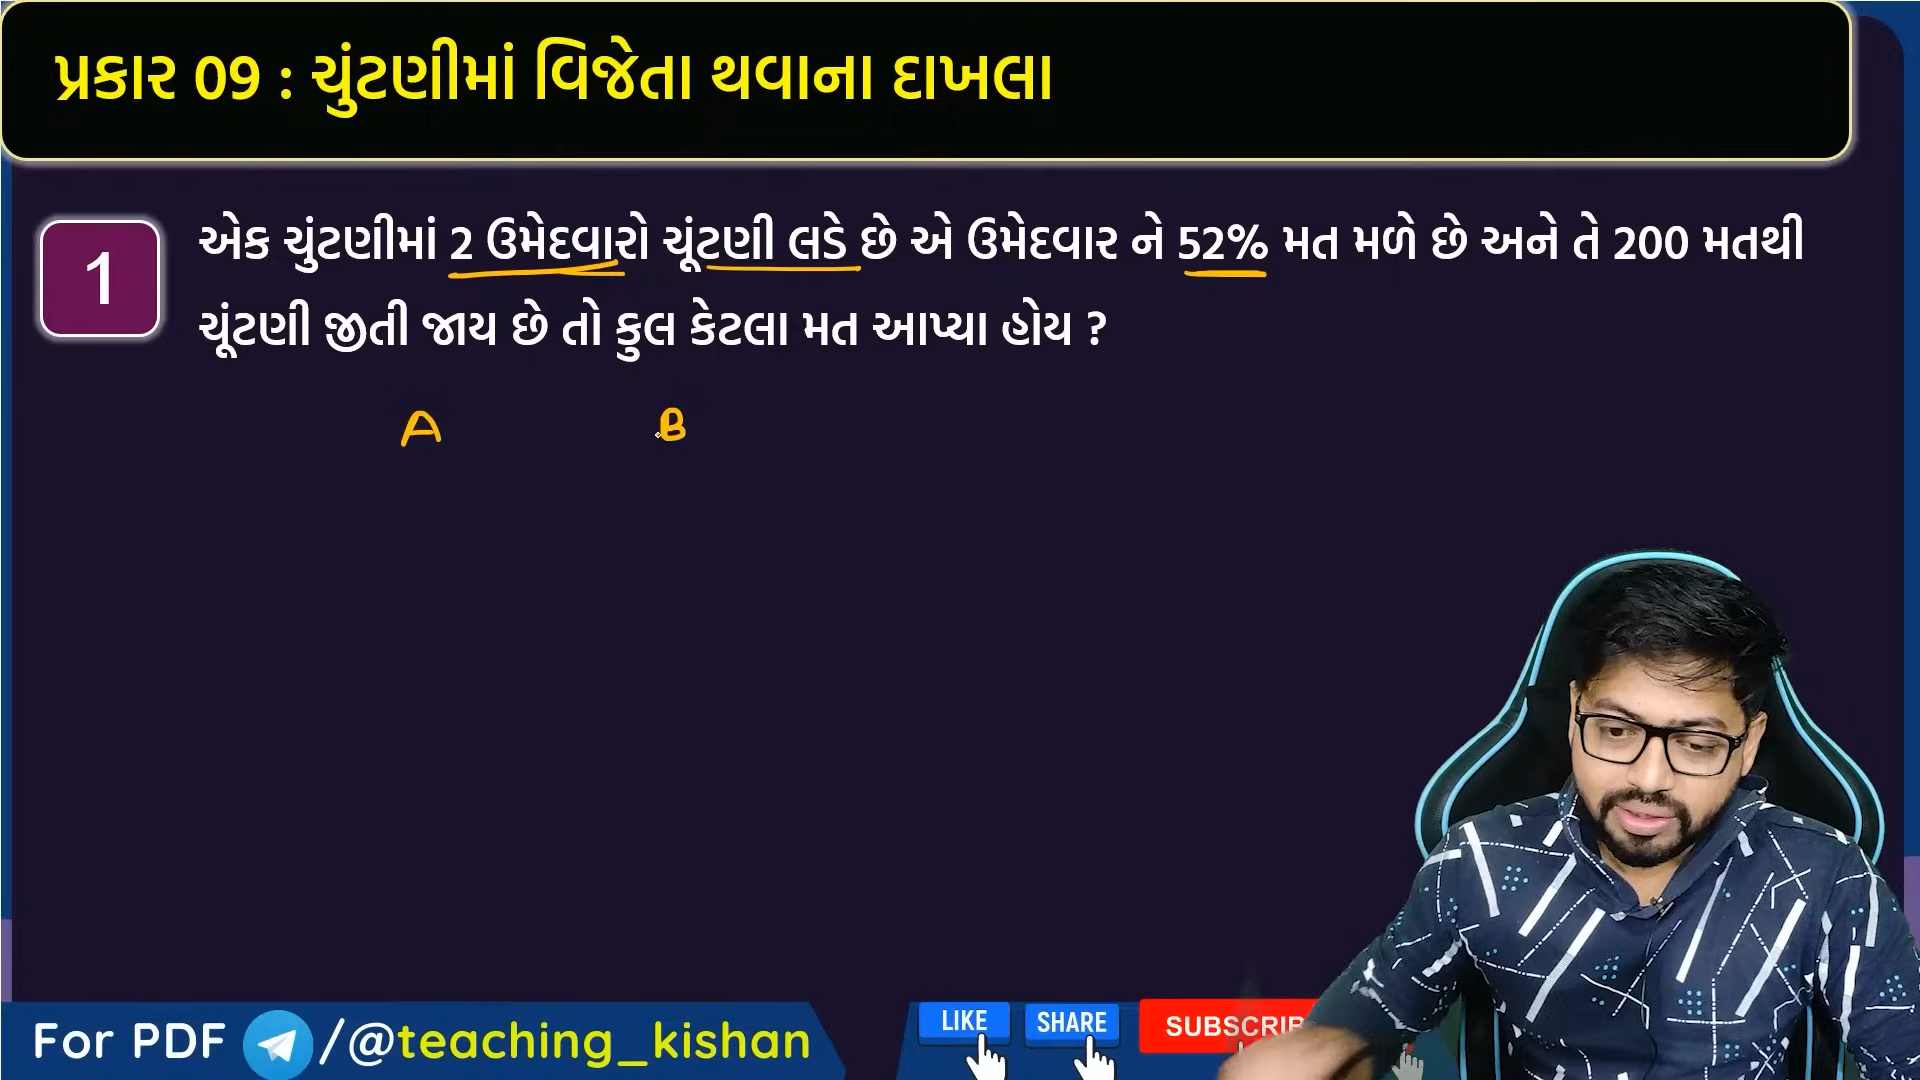 પ્રકાર 09 : ચુંટણીમાં વિજેતા થવાના દાખલા
1
એક ચુંટણીમાં 2 ઉમેદવારો ચૂંટણી લડે છે એ ઉમેદવાર ને 52% મત મળે છે અને તે 200 મતથી
ચૂંટણી જીતી જાય છે તો કુલ કેટલા મત આપ્યા હોય ?
A B
For PDF /@teaching_kishan
LIKE SHARE